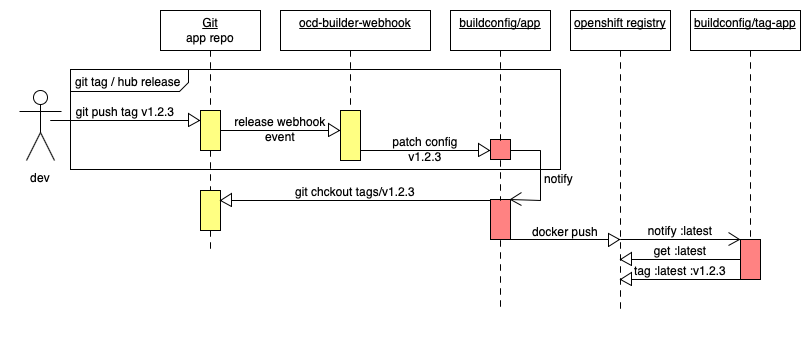 Git
app repo
ocd-builder-webhook
buildconfig/app
openshift registry
buildconfig/tag-app
git tag / hub release
git push tag v1.2.3
release webhook
event
patch config
v1.2.3
dev
notify
git chckout tags/v1.2.3
docker push
notify :latest
get :latest
tag :latest :v1.2.3